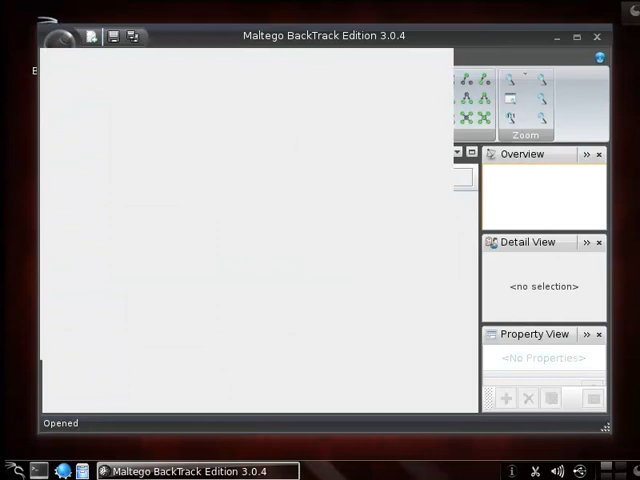 Maltego BackTrack Edition 3.0.4
Zoom
Overview
Detail View
<no selection>
Property View
<No Properties>
Opened
Maltego BackTrack Edition 3.0.4